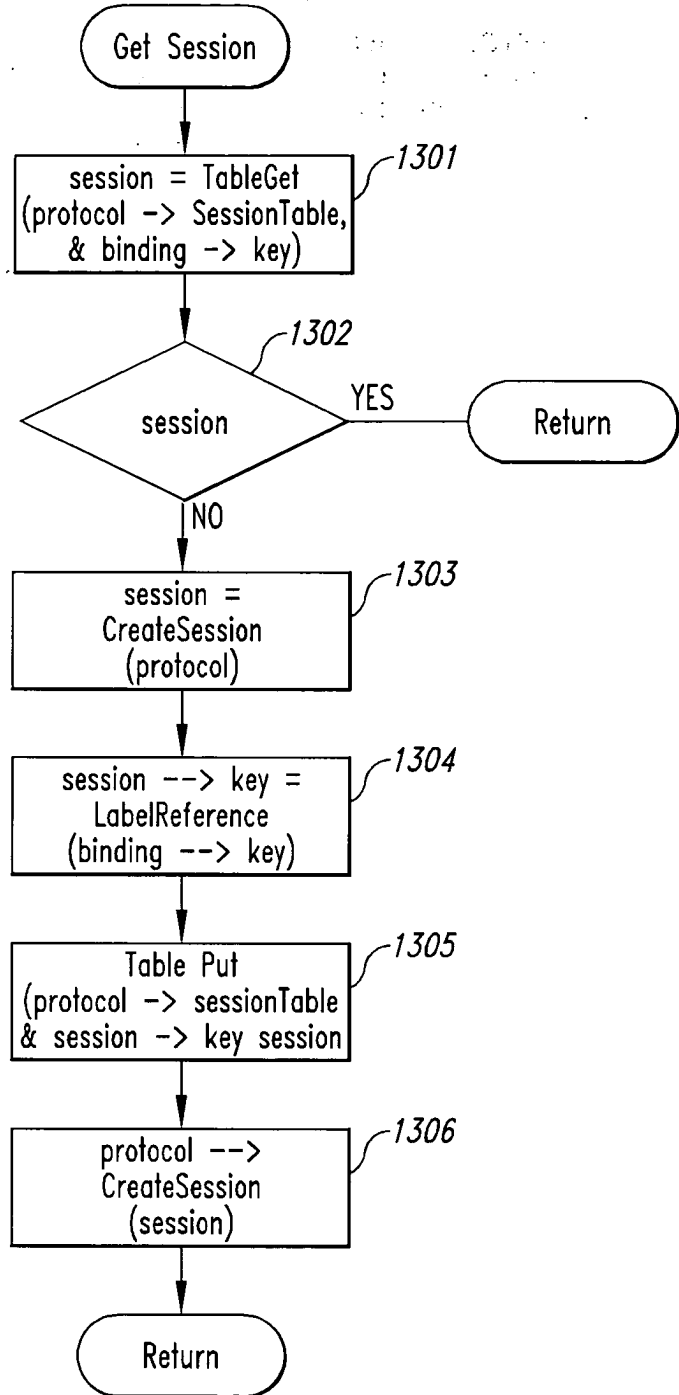 Get Session
1301
session = TableGet
(protocol -> SessionTable,
& binding -> key)
1302
session
YES
Return
NO
1303
session =
CreateSession
(protocol)
1304
session --> key =
LabelReference
(binding --> key)
1305
Table Put
(protocol -> sessionTable
& session -> key session
1306
protocol -->
CreateSession
(session)
Return